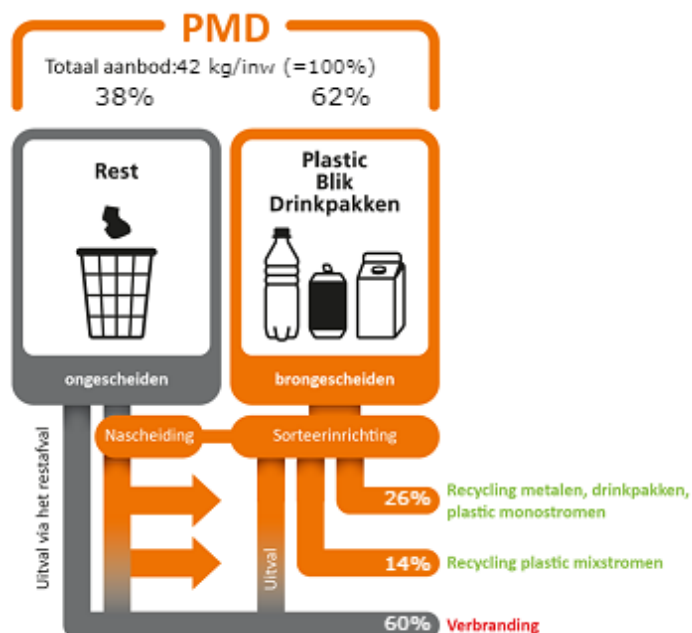 PMD
Totaal aanbod:42 kg/inw (=100%)
38% 62%
Rest
Plastic
Blik
Drinkpakken
ongescheiden
brongescheiden
Nascheiding
Sorteerinrichting
Uitval via het restafval
Uitval
26% Recycling metalen, drinkpakken,
plastic monostromen
14% Recycling plastic mixstromen
60% Verbranding